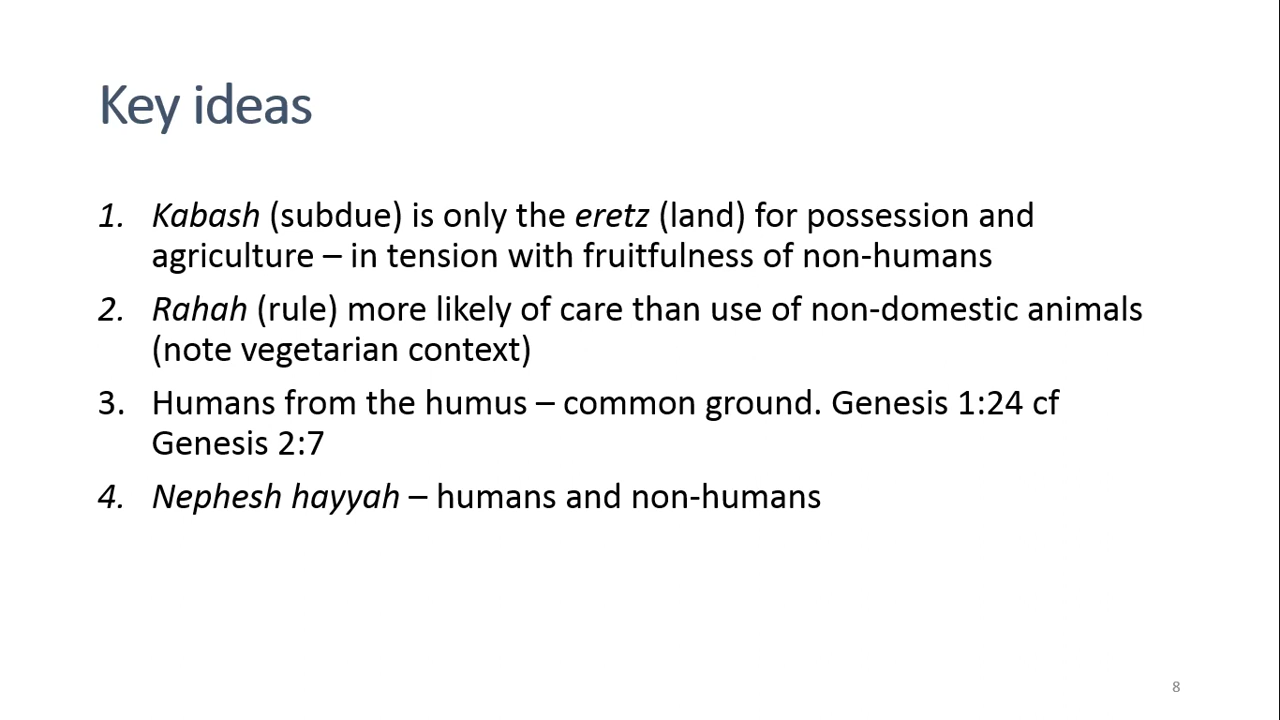 Key ideas
1. Kabash (subdue) is only the eretz (land) for possession and
agriculture – in tension with fruitfulness of non-humans
2. Rahah (rule) more likely of care than use of non-domestic animals
(note vegetarian context)
3. Humans from the humus – common ground. Genesis 1:24 cf
Genesis 2:7
4. Nephesh hayyah – humans and non-humans
8